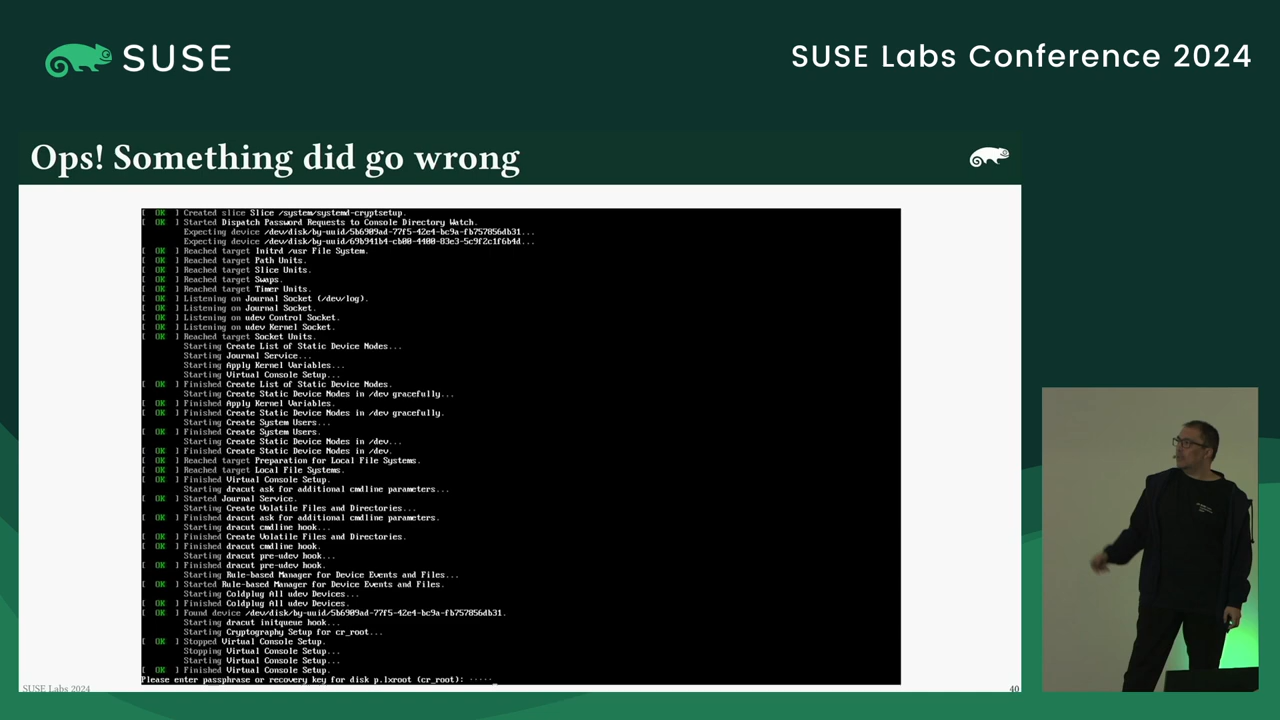 SUSE
SUSE Labs Conference 2024
Ops! Something did go wrong
[  OK  ] Created slice Slice /system/systemd-cryptsetup.
[  OK  ] Started Dispatch Password Requests to Console Directory Watch.
Expecting device /dev/disk/by-uuid/5b6909ad-77f5-42e4-bc9a-fb757856db31...
Expecting device /dev/disk/by-uuid/69b941b4-cb00-4400-83e3-5c9f2c1f6b4d...
[  OK  ] Reached target Initrd /usr File System.
[  OK  ] Reached target Path Units.
[  OK  ] Reached target Slice Units.
[  OK  ] Reached target Swaps.
[  OK  ] Reached target Timer Units.
[  OK  ] Listening on Journal Socket (/dev/log).
[  OK  ] Listening on Journal Socket.
[  OK  ] Listening on udev Control Socket.
[  OK  ] Listening on udev Kernel Socket.
[  OK  ] Reached target Socket Units.
Starting Create List of Static Device Nodes...
Starting Journal Service...
Starting Apply Kernel Variables...
Starting Virtual Console Setup...
[  OK  ] Finished Create List of Static Device Nodes.
Starting Create Static Device Nodes in /dev gracefully...
[  OK  ] Finished Apply Kernel Variables.
[  OK  ] Finished Create Static Device Nodes in /dev gracefully.
Starting Create System Users...
[  OK  ] Finished Create System Users.
Starting Create Static Device Nodes in /dev...
[  OK  ] Finished Create Static Device Nodes in /dev.
[  OK  ] Reached target Preparation for Local File Systems.
[  OK  ] Reached target Local File Systems.
[  OK  ] Finished Virtual Console Setup.
Starting dracut ask for additional cmdline parameters...
[  OK  ] Started Journal Service.
Starting Create Volatile Files and Directories...
[  OK  ] Finished dracut ask for additional cmdline parameters.
Starting dracut cmdline hook...
[  OK  ] Finished Create Volatile Files and Directories.
[  OK  ] Finished dracut cmdline hook.
Starting dracut pre-udev hook...
[  OK  ] Finished dracut pre-udev hook.
Starting Rule-based Manager for Device Events and Files...
[  OK  ] Started Rule-based Manager for Device Events and Files.
Starting Coldplug All udev Devices...
[  OK  ] Finished Coldplug All udev Devices.
[  OK  ] Found device /dev/disk/by-uuid/5b6909ad-77f5-42e4-bc9a-fb757856db31.
Starting dracut initqueue hook...
Starting Cryptography Setup for cr_root...
[  OK  ] Stopped Virtual Console Setup.
Stopping Virtual Console Setup...
Starting Virtual Console Setup...
[  OK  ] Finished Virtual Console Setup.
Please enter passphrase or recovery key for disk p.lxroot (cr_root): ·····_
SUSE Labs 2024
40